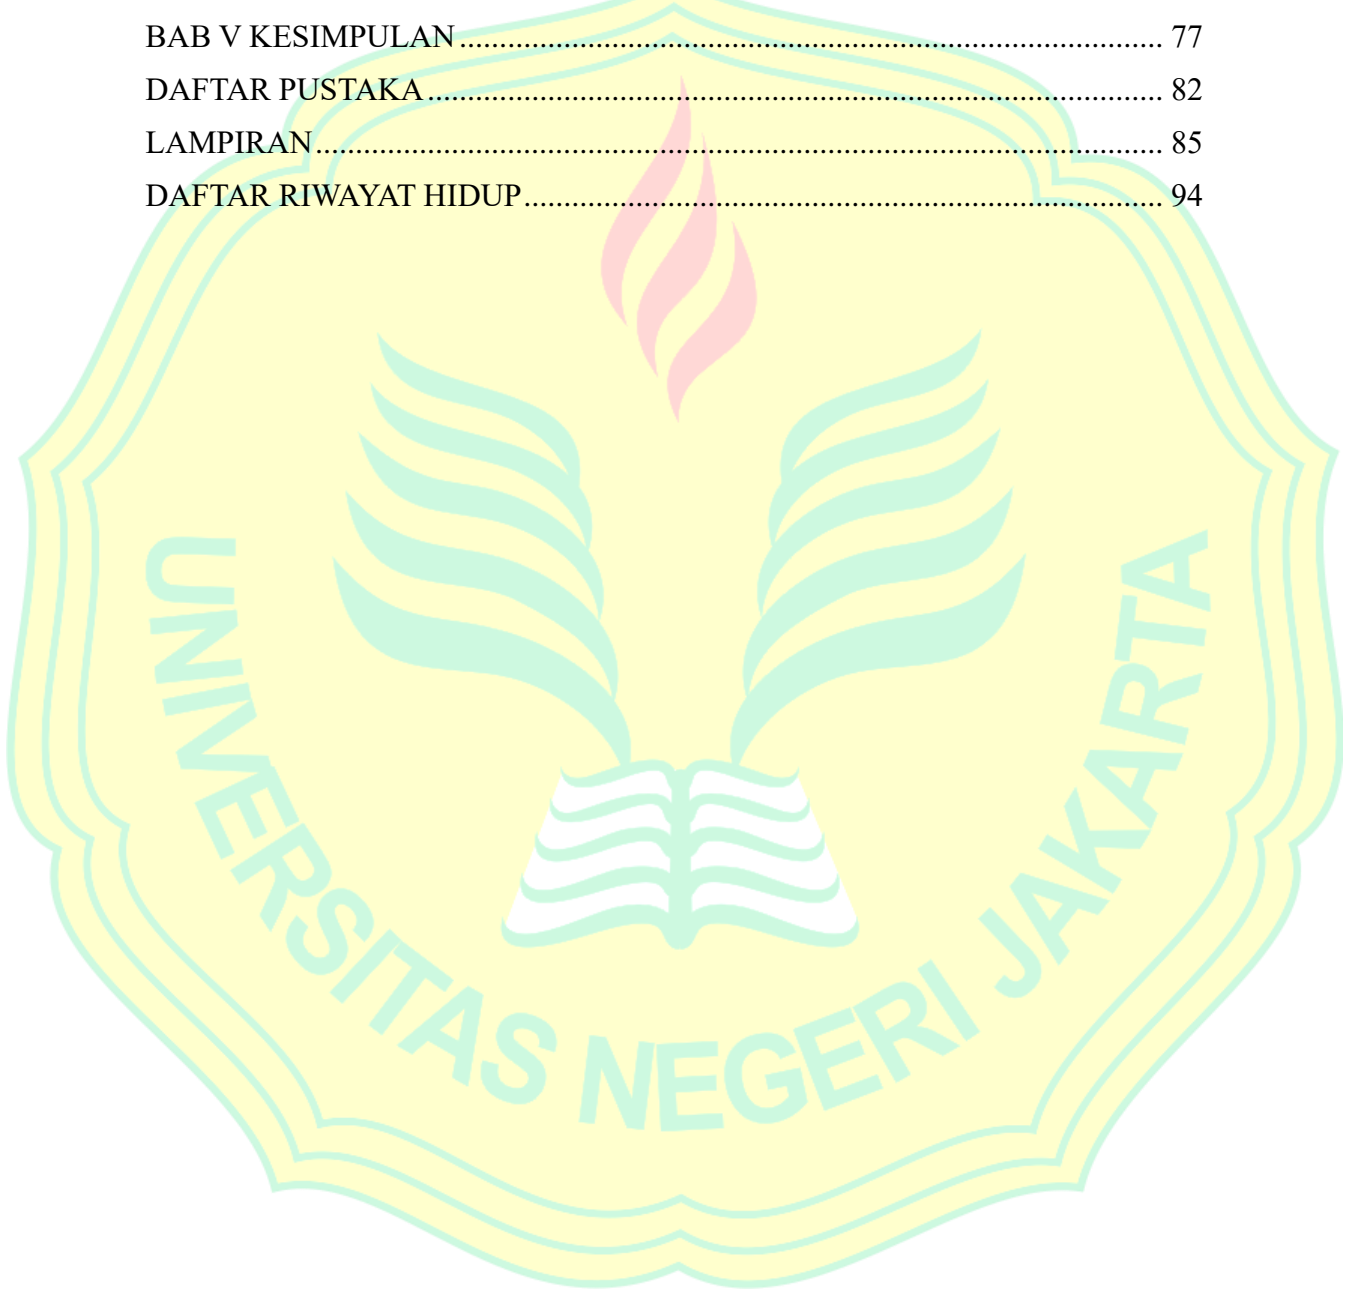 BAB V KESIMPULAN........................................................................................ 77
DAFTAR PUSTAKA............................................................................................ 82
LAMPIRAN.......................................................................................................... 85
DAFTAR RIWAYAT HIDUP................................................................................ 94
UNIVERSITAS NEGERI JAKARTA